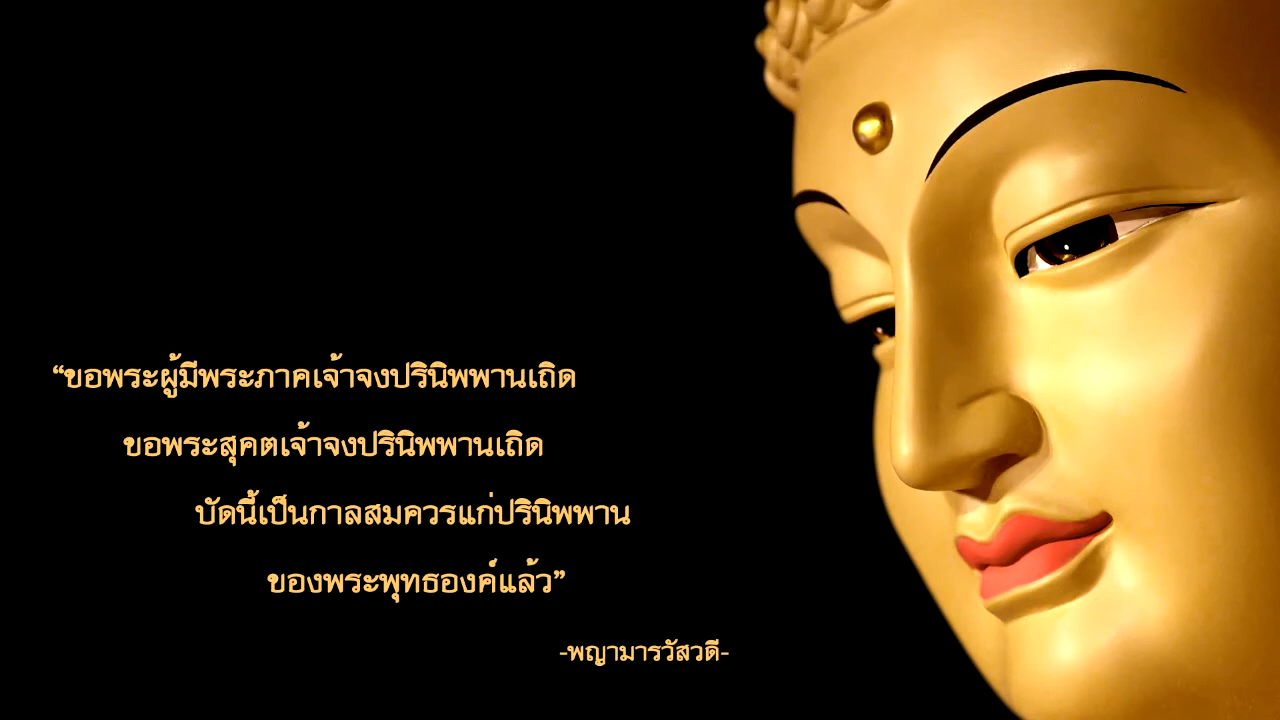 “ขอพระผู้มีพระภาคเจ้าจงปรินิพพานเถิด
ขอพระสุคตเจ้าจงปรินิพพานเถิด
บัดนี้เป็นกาลสมควรแก่ปรินิพพาน
ของพระพุทธองค์แล้ว”
-พญามารวัสวดี-